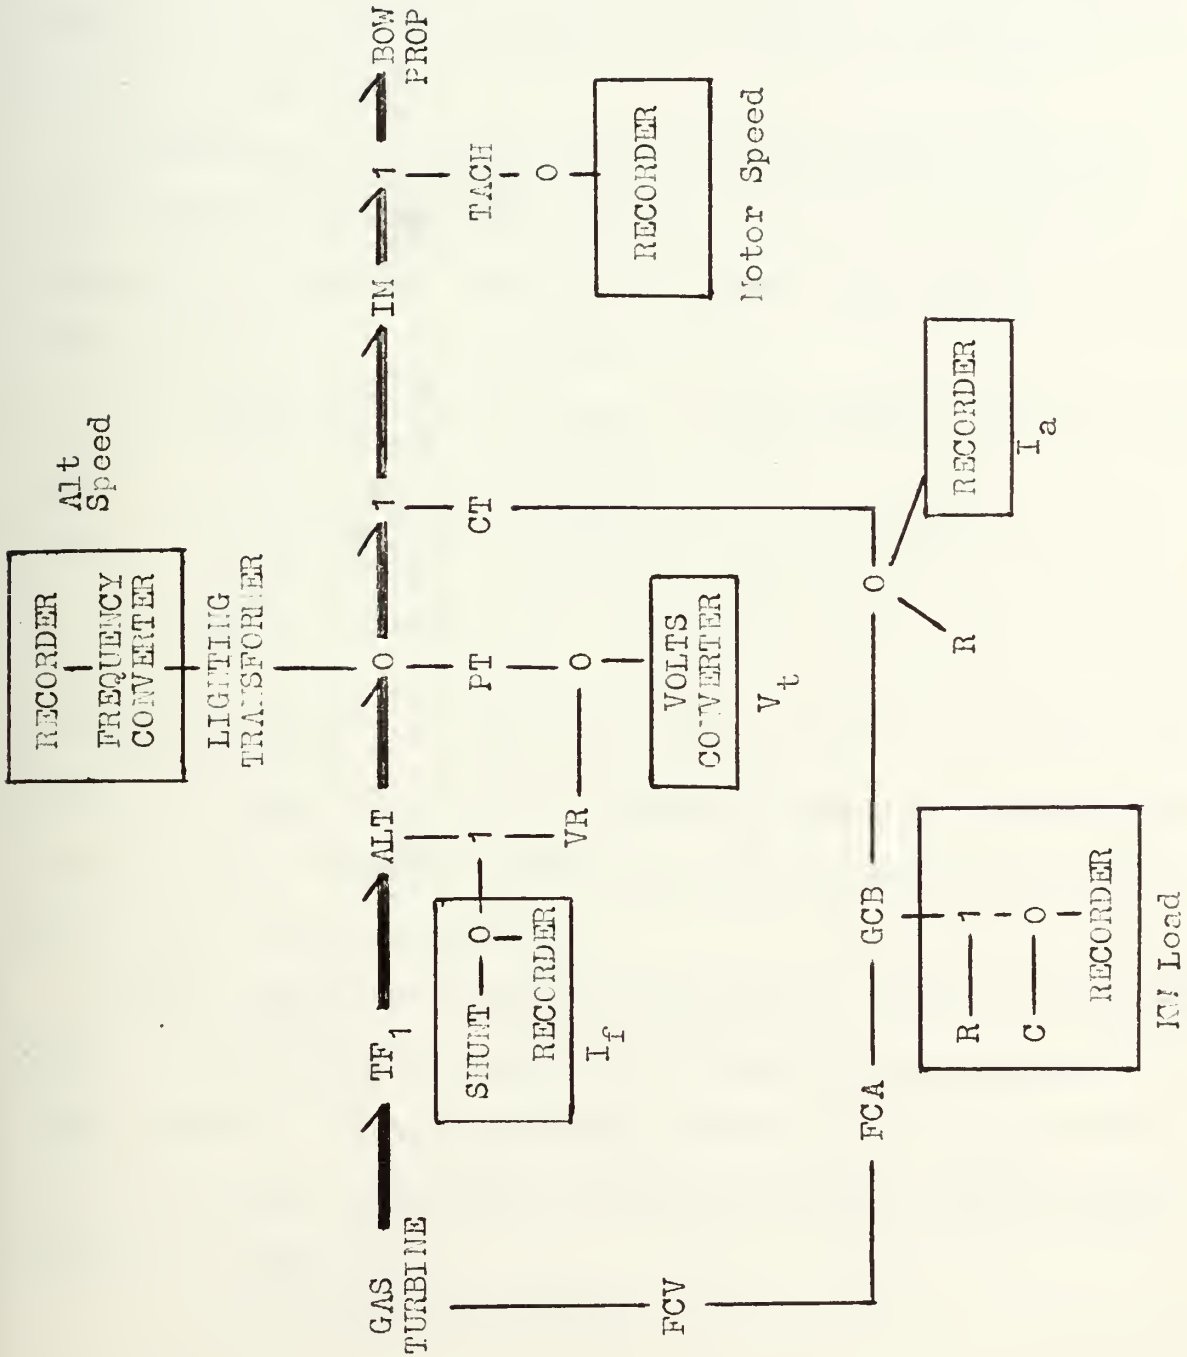 Alt
Speed
RECORDER
FREQUENCY
CONVERTER
LIGHTING
TRANSFORMER
GAS
TURBINE
TF1
ALT
0
1
IM
1
BOW
PROP
SHUNT
0
RECORDER
If
1
VR
PT
0
VOLTS
CONVERTER
Vt
CT
TACH
0
RECORDER
Motor Speed
FCV
FCA
GCB
0
R
RECORDER
Ia
R
1
C
0
RECORDER
KW Load